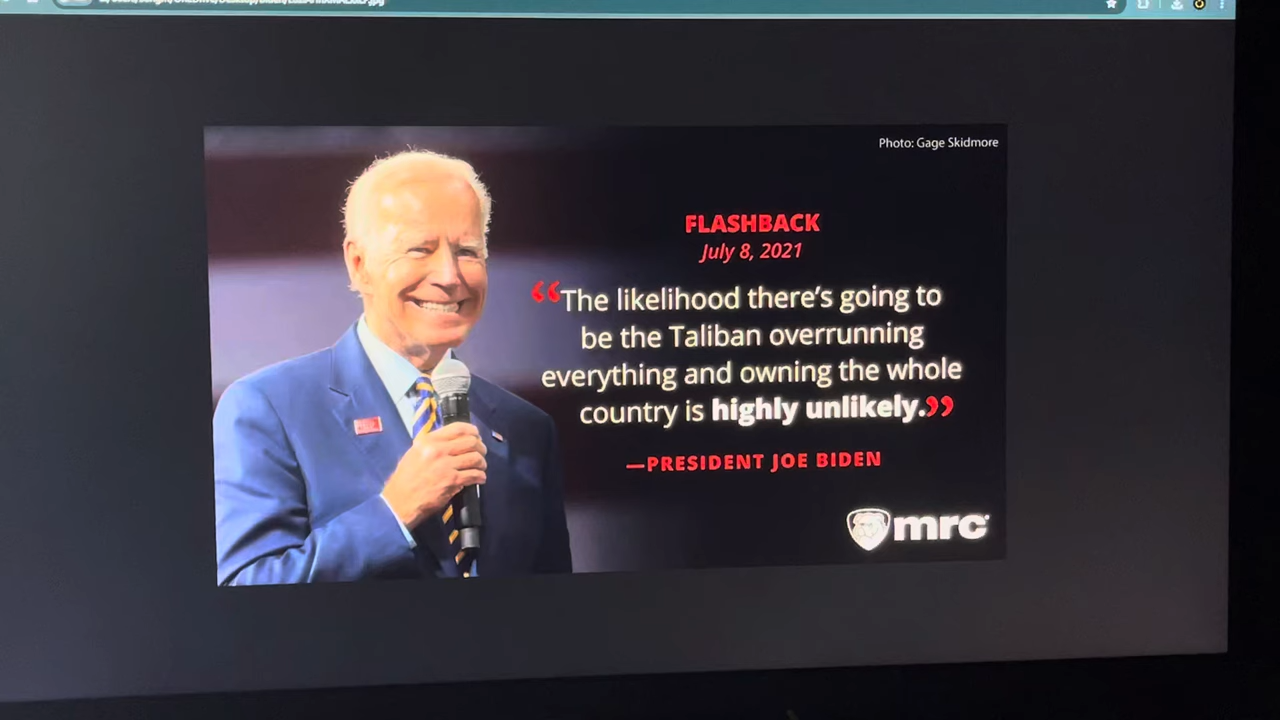 Photo: Gage Skidmore
FLASHBACK
July 8, 2021
“The likelihood there's going to
be the Taliban overrunning
everything and owning the whole
country is highly unlikely.”
—PRESIDENT JOE BIDEN
mrc